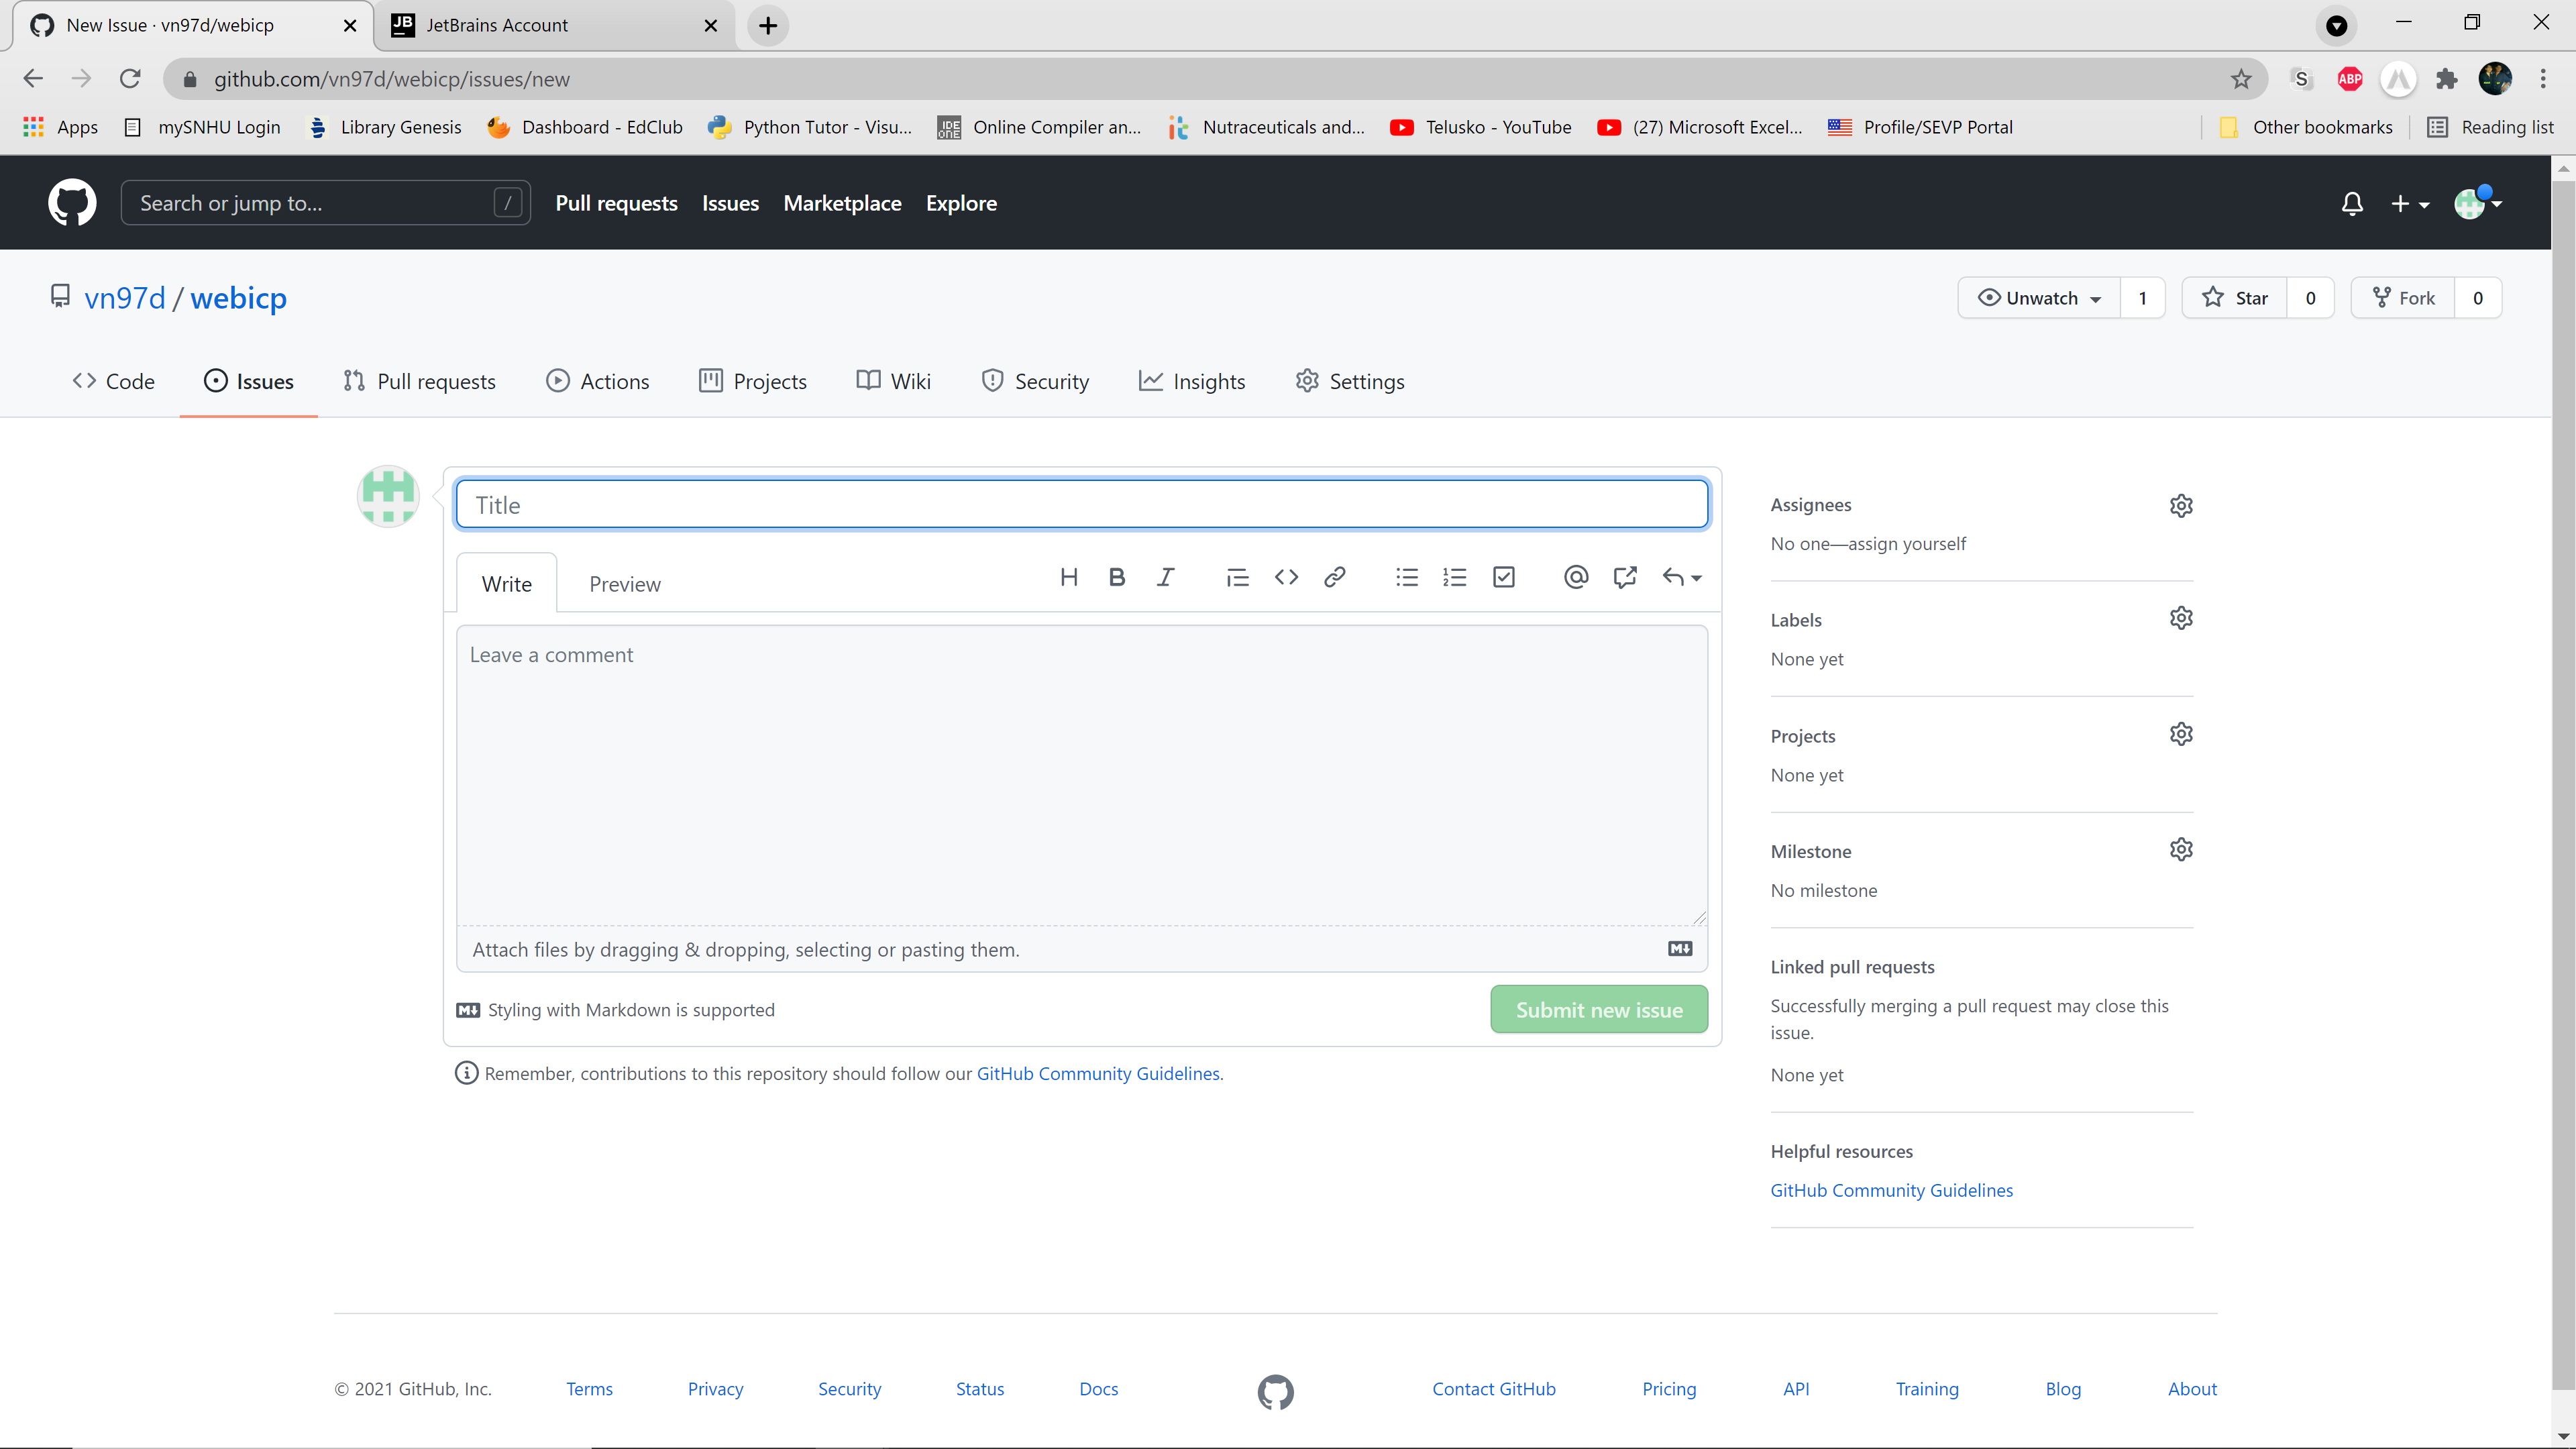 New Issue · vn97d/webicp
JB JetBrains Account
github.com/vn97d/webicp/issues/new
S ABP
Apps mySNHU Login Library Genesis Dashboard - EdClub Python Tutor - Visu... IDE ONE Online Compiler an... Nutraceuticals and... Telusko - YouTube (27) Microsoft Excel... Profile/SEVP Portal Other bookmarks Reading list
Search or jump to... / Pull requests Issues Marketplace Explore
vn97d / webicp Unwatch 1 Star 0 Fork 0
Code Issues Pull requests Actions Projects Wiki Security Insights Settings
Title
Write Preview H B I
Leave a comment
Attach files by dragging & dropping, selecting or pasting them.
Styling with Markdown is supported Submit new issue
Remember, contributions to this repository should follow our GitHub Community Guidelines.
Assignees
No one—assign yourself
Labels
None yet
Projects
None yet
Milestone
No milestone
Linked pull requests
Successfully merging a pull request may close this
issue.
None yet
Helpful resources
GitHub Community Guidelines
© 2021 GitHub, Inc. Terms Privacy Security Status Docs Contact GitHub Pricing API Training Blog About